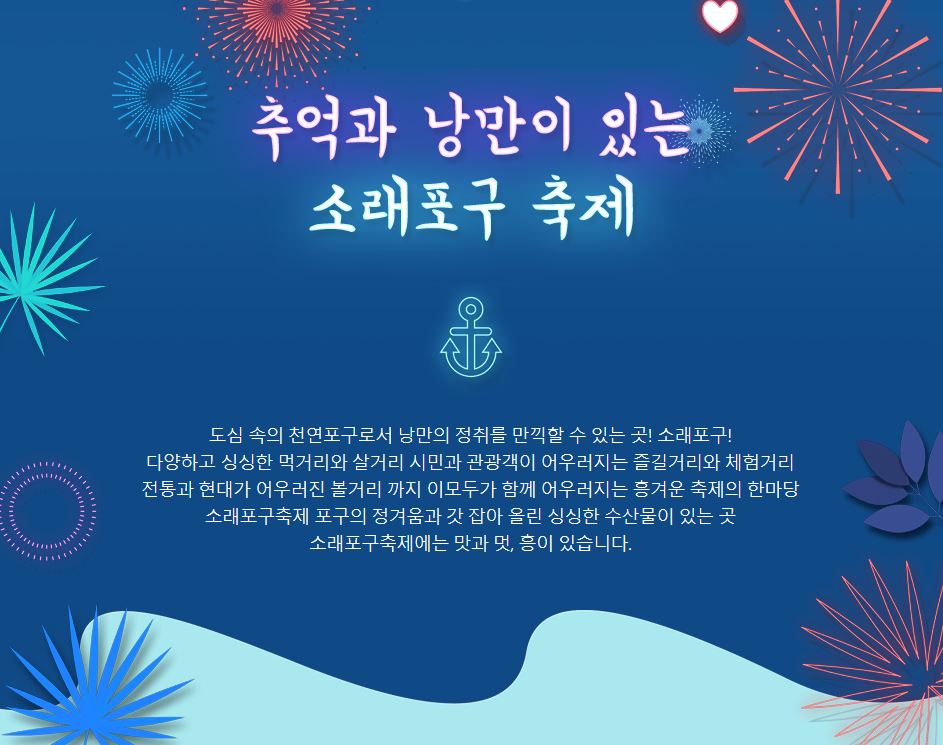 추억과 낭만이 있는
소래포구 축제
도심 속의 천연포구로서 낭만의 정취를 만끽할 수 있는 곳! 소래포구!
다양하고 싱싱한 먹거리와 살거리 시민과 관광객이 어우러지는 즐길거리와 체험거리
전통과 현대가 어우러진 볼거리 까지 이모두가 함께 어우러지는 흥겨운 축제의 한마당
소래포구축제 포구의 정겨움과 갓 잡아 올린 싱싱한 수산물이 있는 곳
소래포구축제에는 맛과 멋, 흥이 있습니다.